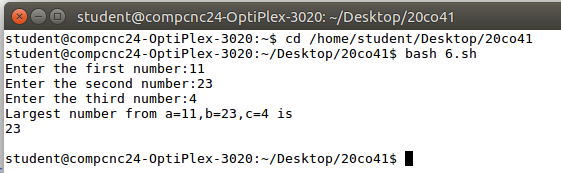 student@compcnc24-OptiPlex-3020: ~/Desktop/20co41
student@compcnc24-OptiPlex-3020:~$ cd /home/student/Desktop/20co41
student@compcnc24-OptiPlex-3020:~/Desktop/20co41$ bash 6.sh
Enter the first number:11
Enter the second number:23
Enter the third number:4
Largest number from a=11,b=23,c=4 is
23
student@compcnc24-OptiPlex-3020:~/Desktop/20co41$